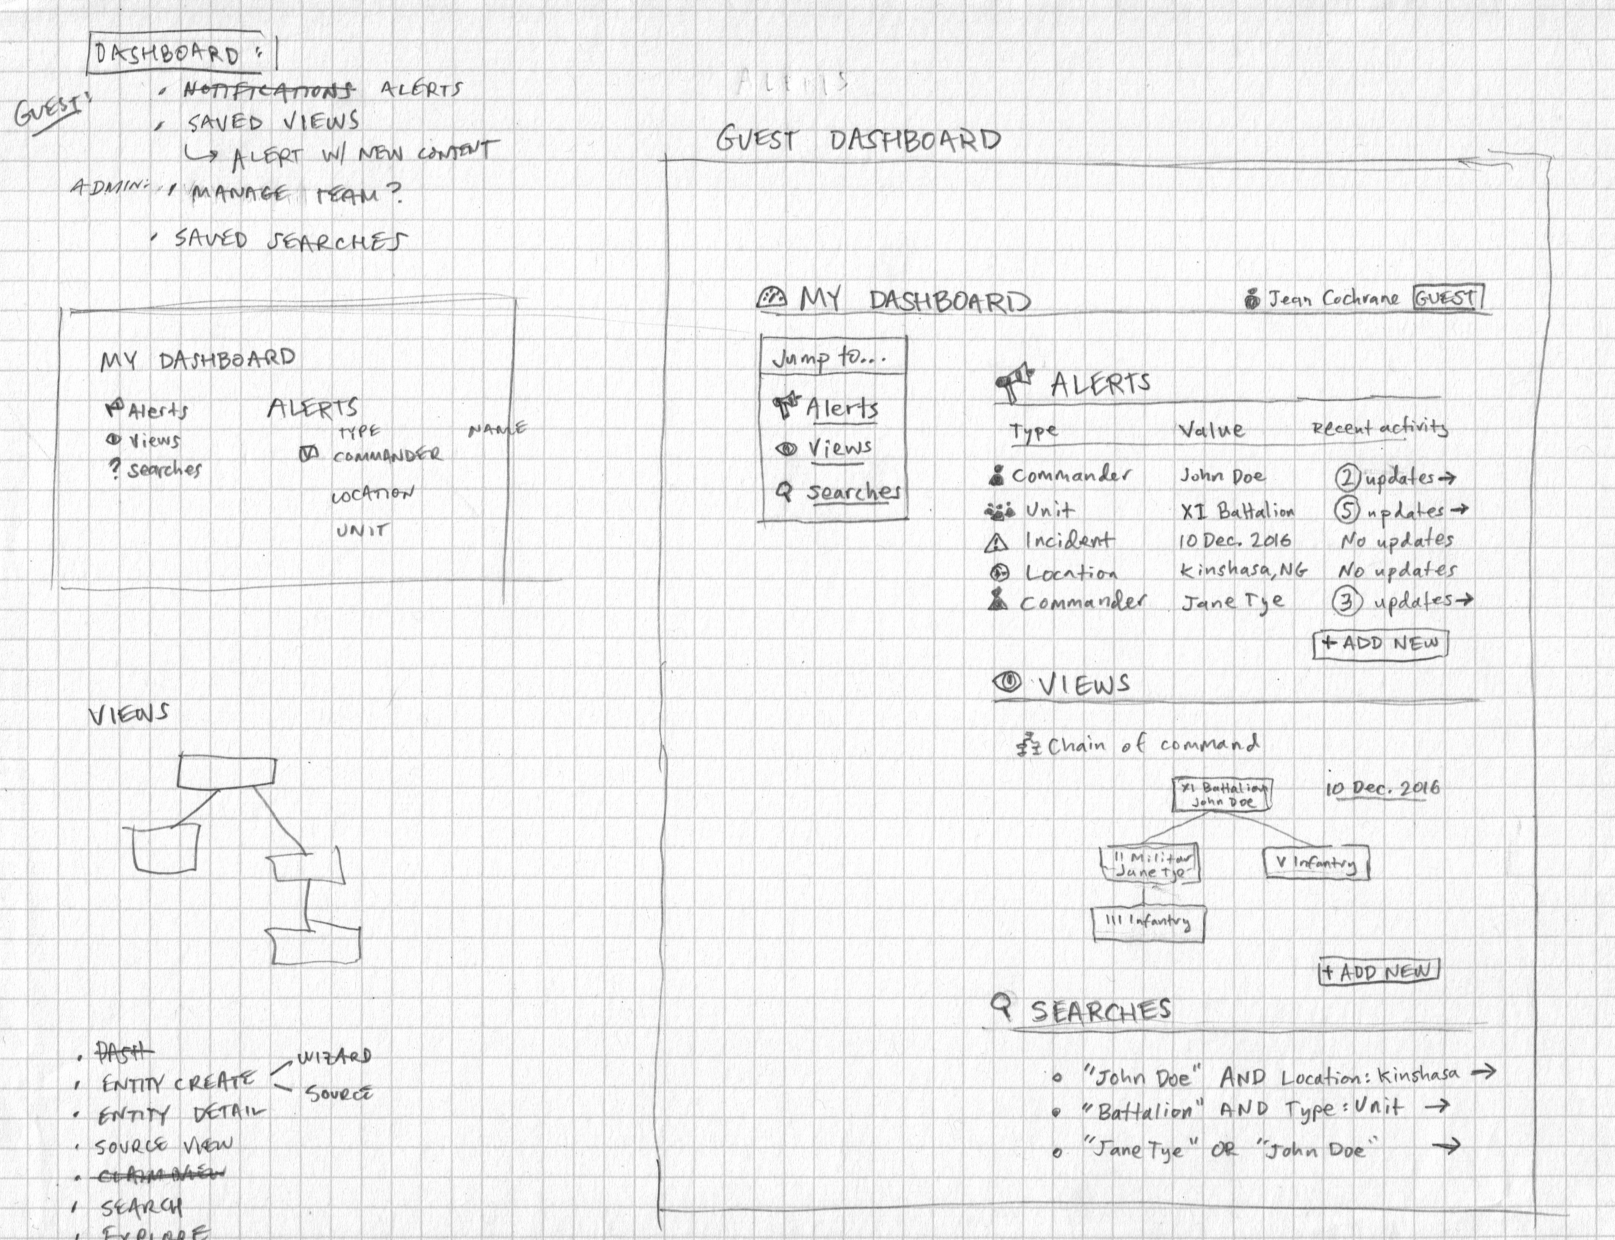 DASHBOARD:
GUEST:
• NOTIFICATIONS ALERTS
• SAVED VIEWS
↳ ALERT W/ NEW CONTENT
ADMIN: • MANAGE TEAM?
• SAVED SEARCHES
MY DASHBOARD
Alerts
Views
? Searches
ALERTS
TYPE NAME
COMMANDER
LOCATION
UNIT
VIEWS
• DASH
• ENTITY CREATE
WIZARD
SOURCE
• ENTITY DETAIL
• SOURCE VIEW
• CLAIM VIEW
• SEARCH
• EXPLORE
Alerts
GUEST DASHBOARD
MY DASHBOARD
Jean Cochrane GUEST
Jump to...
Alerts
Views
Searches
ALERTS
Type Value Recent activity
Commander John Doe 2 updates →
Unit XI Battalion 5 updates →
Incident 10 Dec. 2016 No updates
Location Kinshasa, NG No updates
Commander Jane Tye 3 updates →
+ ADD NEW
VIEWS
Chain of command
XI Battalion
John Doe
10 Dec. 2016
II Militar
Jane Tye
V Infantry
III Infantry
+ ADD NEW
SEARCHES
• "John Doe" AND Location: Kinshasa →
• "Battalion" AND Type: Unit →
• "Jane Tye" OR "John Doe" →